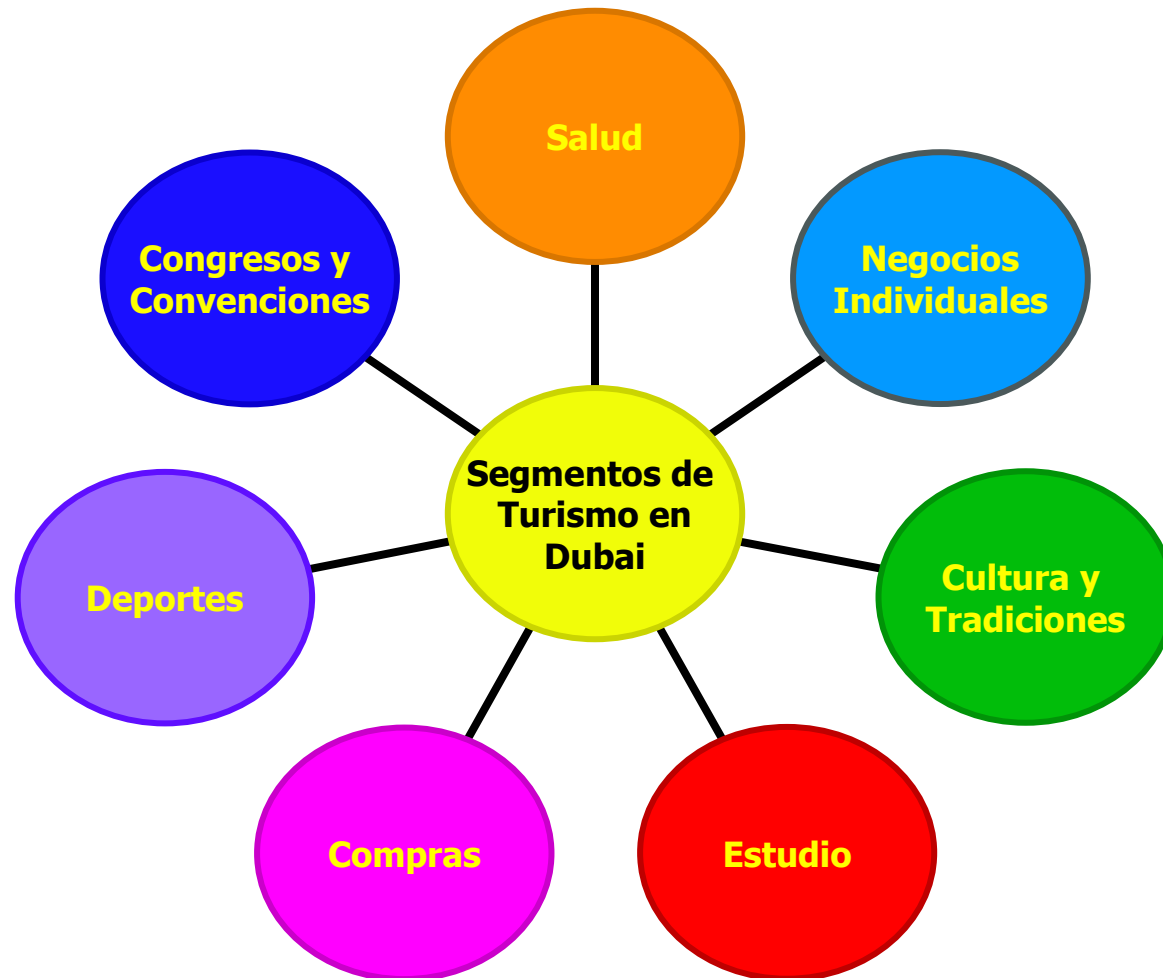 Salud
Congresos y
Convenciones
Negocios
Individuales
Segmentos de
Turismo en
Dubai
Deportes
Cultura y
Tradiciones
Compras
Estudio